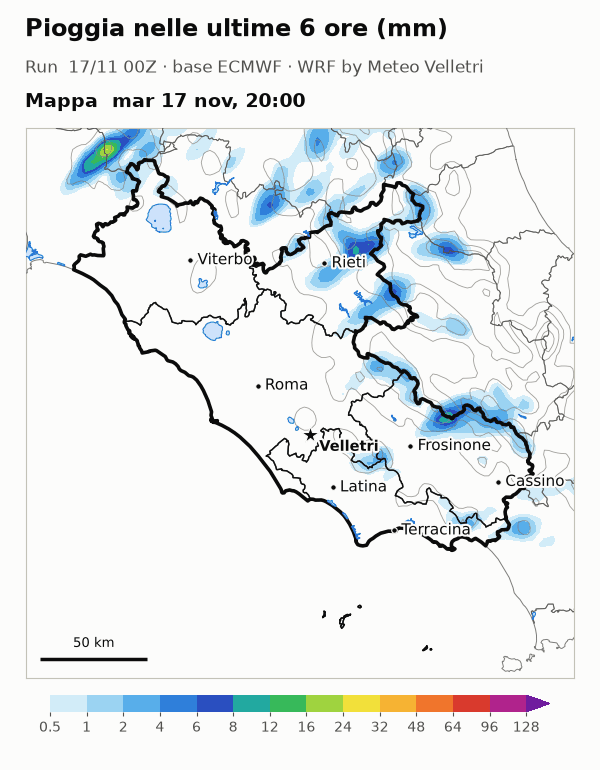 Pioggia nelle ultime 6 ore (mm)
Run 17/11 00Z · base ECMWF · WRF by Meteo Velletri
Mappa mar 17 nov, 20:00
Viterbo
Rieti
Roma
Velletri
Frosinone
Latina
Cassino
Terracina
50 km
0.5 1 2 4 6 8 12 16 24 32 48 64 96 128